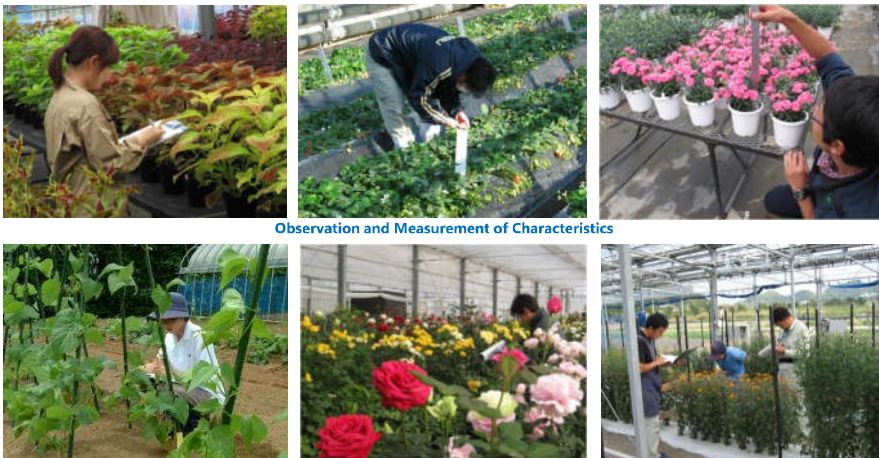 Observation and Measurement of Characteristics